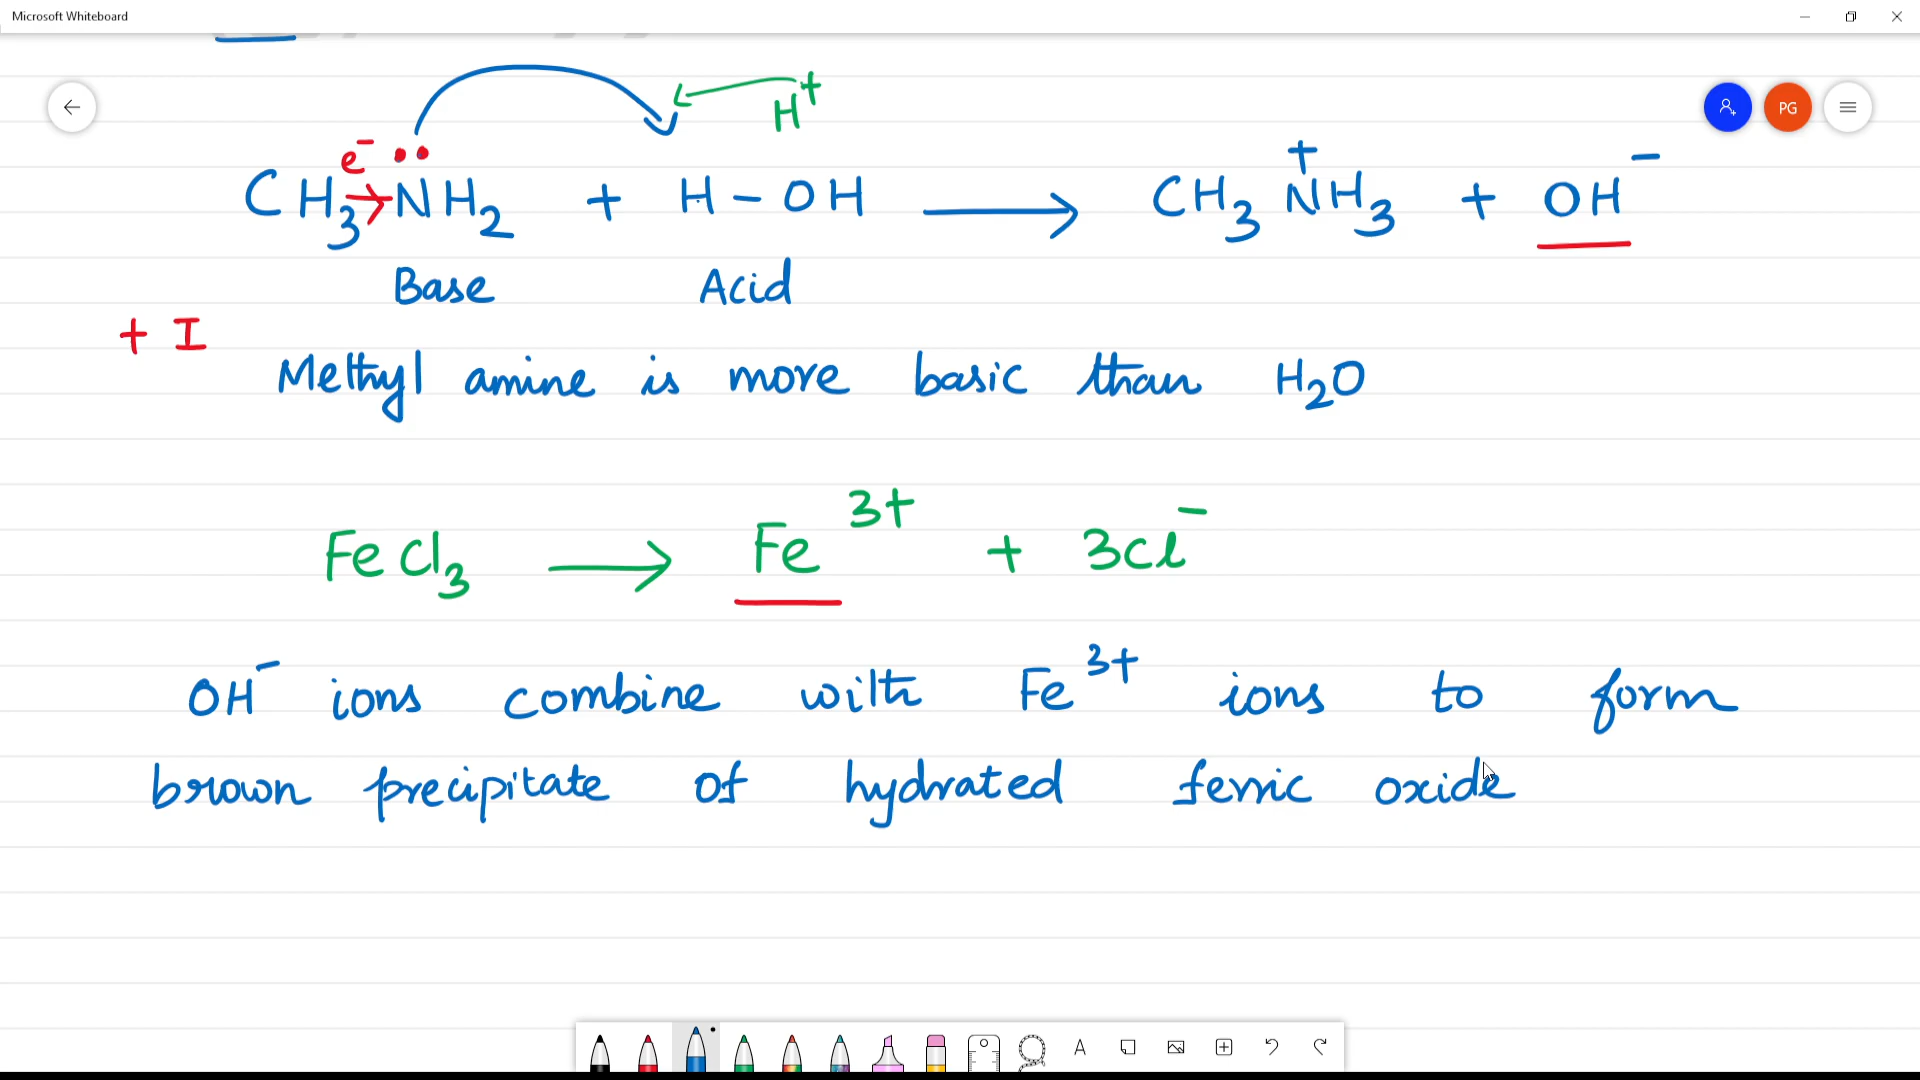 Microsoft Whiteboard
H⁺
e⁻ ••
CH₃→NH₂ + H - OH ⟶ CH₃ N⁺H₃ + OH⁻
PG
Base Acid
+ I
Methyl amine is more basic than H₂O
FeCl₃ ⟶ Fe³⁺ + 3Cl⁻
OH⁻ ions combine with Fe³⁺ ions to form
brown precipitate of hydrated ferric oxide
A